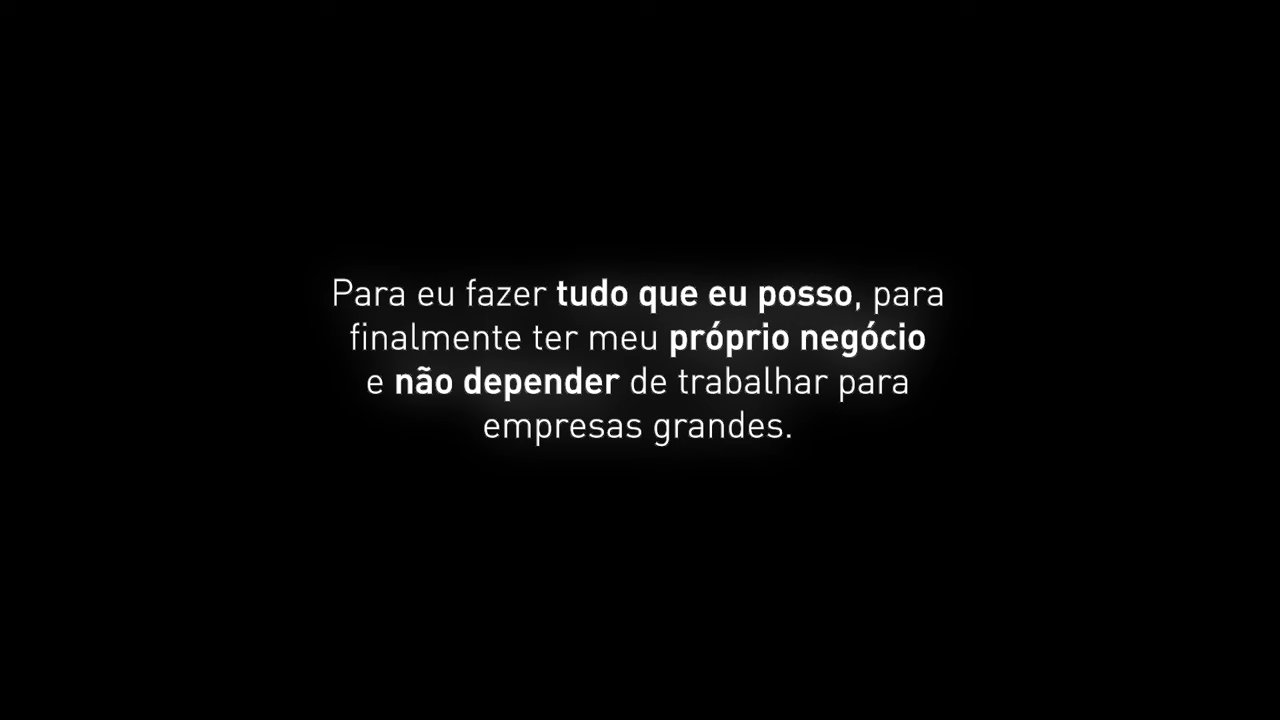 Para eu fazer tudo que eu posso, para
finalmente ter meu próprio negócio
e não depender de trabalhar para
empresas grandes.